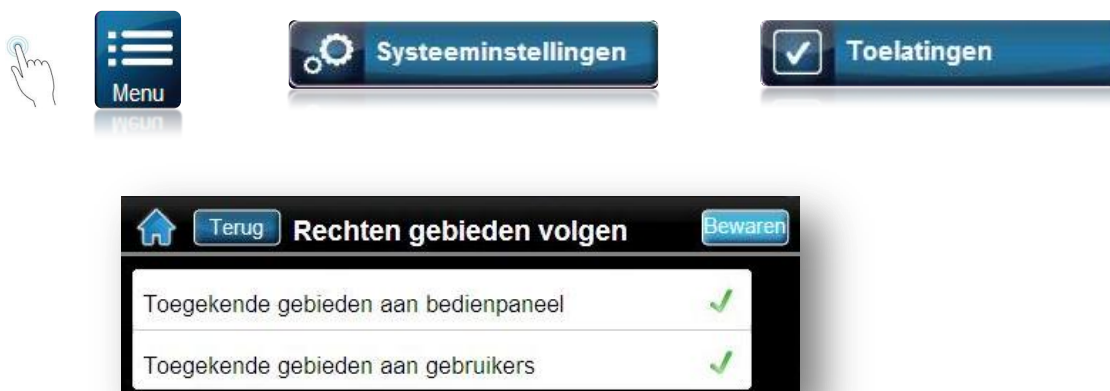 Menu
Systeeminstellingen
Toelatingen
Terug
Rechten gebieden volgen
Bewaren
Toegekende gebieden aan bedienpaneel
Toegekende gebieden aan gebruikers